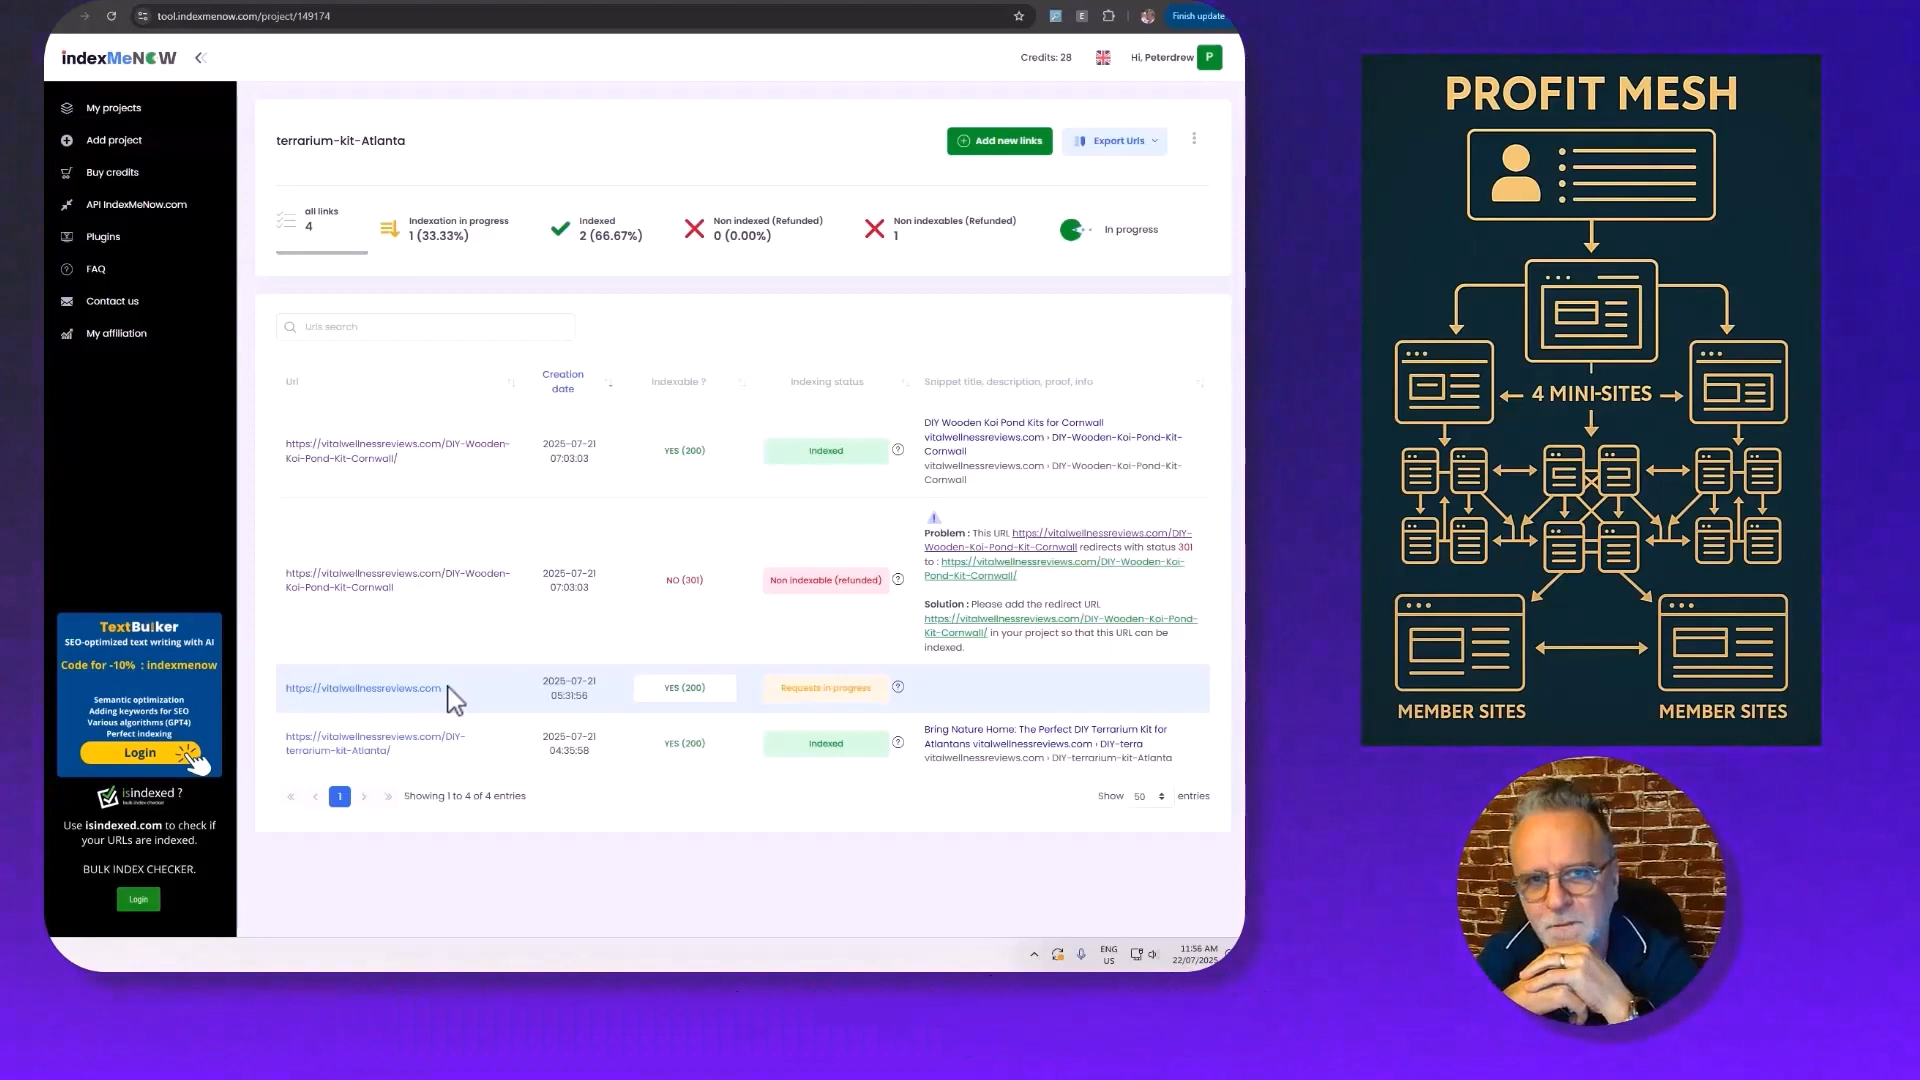 tool.indexmenow.com/project/149174
E
Finish update
indexMeNOW
Credits: 28
Hi, Peterdrew
P
My projects
Add project
Buy credits
API IndexMeNow.com
Plugins
FAQ
Contact us
My affiliation
TextBulker
SEO-optimized text writing with AI
Code for -10% : indexmenow
Semantic optimization
Adding keywords for SEO
Various algorithms (GPT4)
Perfect indexing
Login
isindexed ?
bulk index checker
Use isindexed.com to check if
your URLs are indexed.
BULK INDEX CHECKER.
Login
terrarium-kit-Atlanta
Add new links
Export Urls
all links
4
Indexation in progress
1 (33.33%)
Indexed
2 (66.67%)
Non indexed (Refunded)
0 (0.00%)
Non indexables (Refunded)
1
In progress
Urls search
Url
Creation
date
Indexable ?
Indexing status
Snippet title, description, proof, info
https://vitalwellnessreviews.com/DIY-Wooden-
Koi-Pond-Kit-Cornwall/
2025-07-21
07:03:03
YES (200)
Indexed
DIY Wooden Koi Pond Kits for Cornwall
vitalwellnessreviews.com › DIY-Wooden-Koi-Pond-Kit-
Cornwall
vitalwellnessreviews.com › DIY-Wooden-Koi-Pond-Kit-
Cornwall
https://vitalwellnessreviews.com/DIY-Wooden-
Koi-Pond-Kit-Cornwall
2025-07-21
07:03:03
NO (301)
Non indexable (refunded)
Problem : This URL https://vitalwellnessreviews.com/DIY-
Wooden-Koi-Pond-Kit-Cornwall redirects with status 301
to : https://vitalwellnessreviews.com/DIY-Wooden-Koi-
Pond-Kit-Cornwall/
Solution : Please add the redirect URL
https://vitalwellnessreviews.com/DIY-Wooden-Koi-Pond-
Kit-Cornwall/ in your project so that this URL can be
indexed.
https://vitalwellnessreviews.com
2025-07-21
05:31:56
YES (200)
Requests in progress
https://vitalwellnessreviews.com/DIY-
terrarium-kit-Atlanta/
2025-07-21
04:35:58
YES (200)
Indexed
Bring Nature Home: The Perfect DIY Terrarium Kit for
Atlantans vitalwellnessreviews.com › DIY-terra
vitalwellnessreviews.com › DIY-terrarium-kit-Atlanta
« ‹ 1 › » Showing 1 to 4 of 4 entries
Show 50 entries
ENG
US
11:56 AM
22/07/2025
PROFIT MESH
4 MINI-SITES
MEMBER SITES
MEMBER SITES